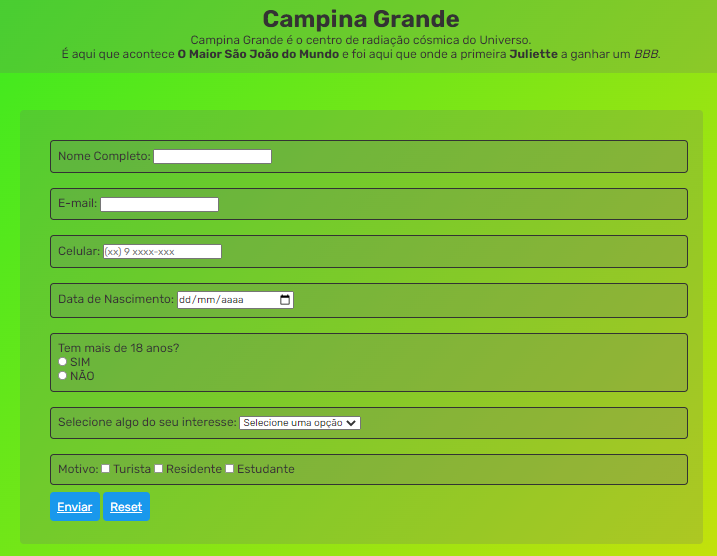 Campina Grande
Campina Grande é o centro de radiação cósmica do Universo.
É aqui que acontece O Maior São João do Mundo e foi aqui que onde a primeira Juliette a ganhar um BBB.
Nome Completo:
E-mail:
Celular: (xx) 9 xxxx-xxx
Data de Nascimento: dd/mm/aaaa
Tem mais de 18 anos?
SIM
NÃO
Selecione algo do seu interesse: Selecione uma opção
Motivo: Turista Residente Estudante
Enviar Reset